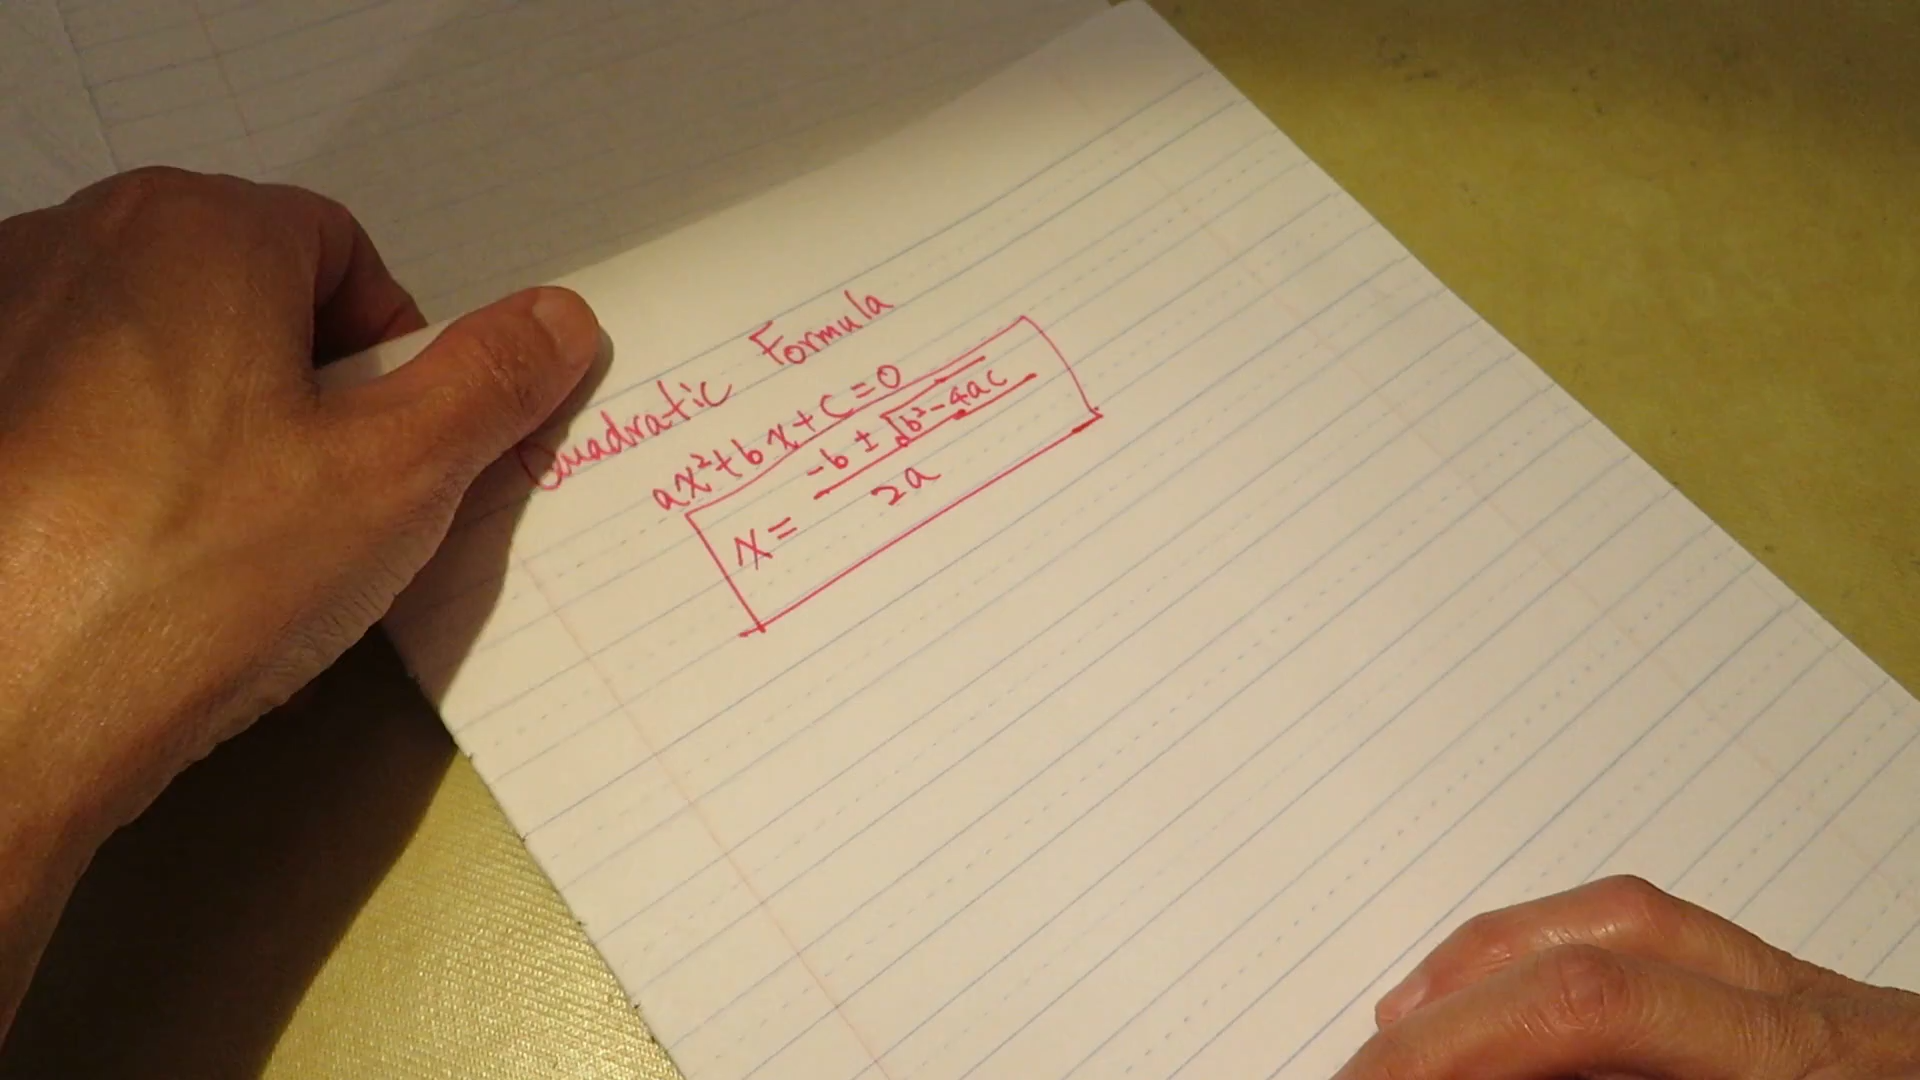 Quadratic Formula
ax²+bx+c=0
x= -b ± √b²-4ac / 2a